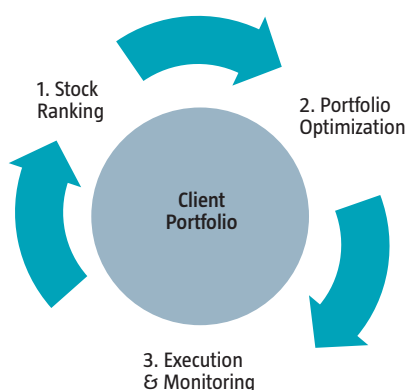 1. Stock
Ranking
2. Portfolio
Optimization
Client
Portfolio
3. Execution
& Monitoring